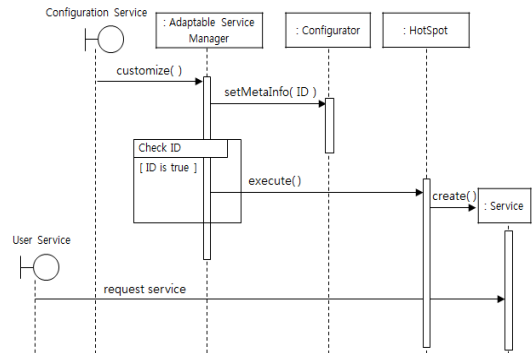 Configuration Service
: Adaptable Service
Manager
: Configurator
: HotSpot
customize( )
setMetaInfo( ID )
Check ID
[ ID is true ]
execute( )
create( )
: Service
User Service
request service